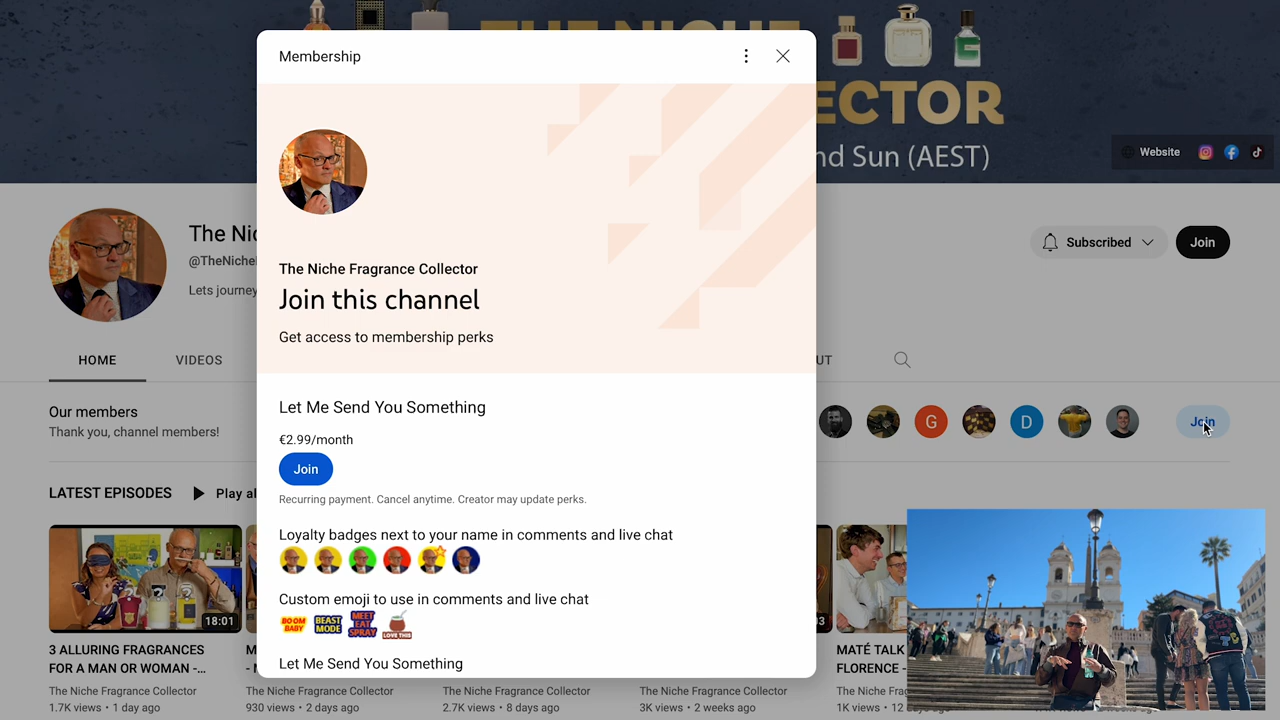 THE NICHE
ECTOR
nd Sun (AEST)
Website
Membership
The Nic
@TheNiche
Lets journey
Subscribed
Join
The Niche Fragrance Collector
Join this channel
Get access to membership perks
HOME
VIDEOS
UT
Our members
Thank you, channel members!
G
D
Join
Let Me Send You Something
€2.99/month
Join
Recurring payment. Cancel anytime. Creator may update perks.
Loyalty badges next to your name in comments and live chat
Custom emoji to use in comments and live chat
BOOM BABY
BEAST MODE
MEET EAT SPRAY
LOVE THIS
Let Me Send You Something
LATEST EPISODES
Play al
18:01
3 ALLURING FRAGRANCES
FOR A MAN OR WOMAN -...
The Niche Fragrance Collector
1.7K views • 1 day ago
M
-
The Niche Fragrance Collector
930 views • 2 days ago
The Niche Fragrance Collector
2.7K views • 8 days ago
03
The Niche Fragrance Collector
3K views • 2 weeks ago
MATÉ TALK
FLORENCE -
The Niche
1K views • 12